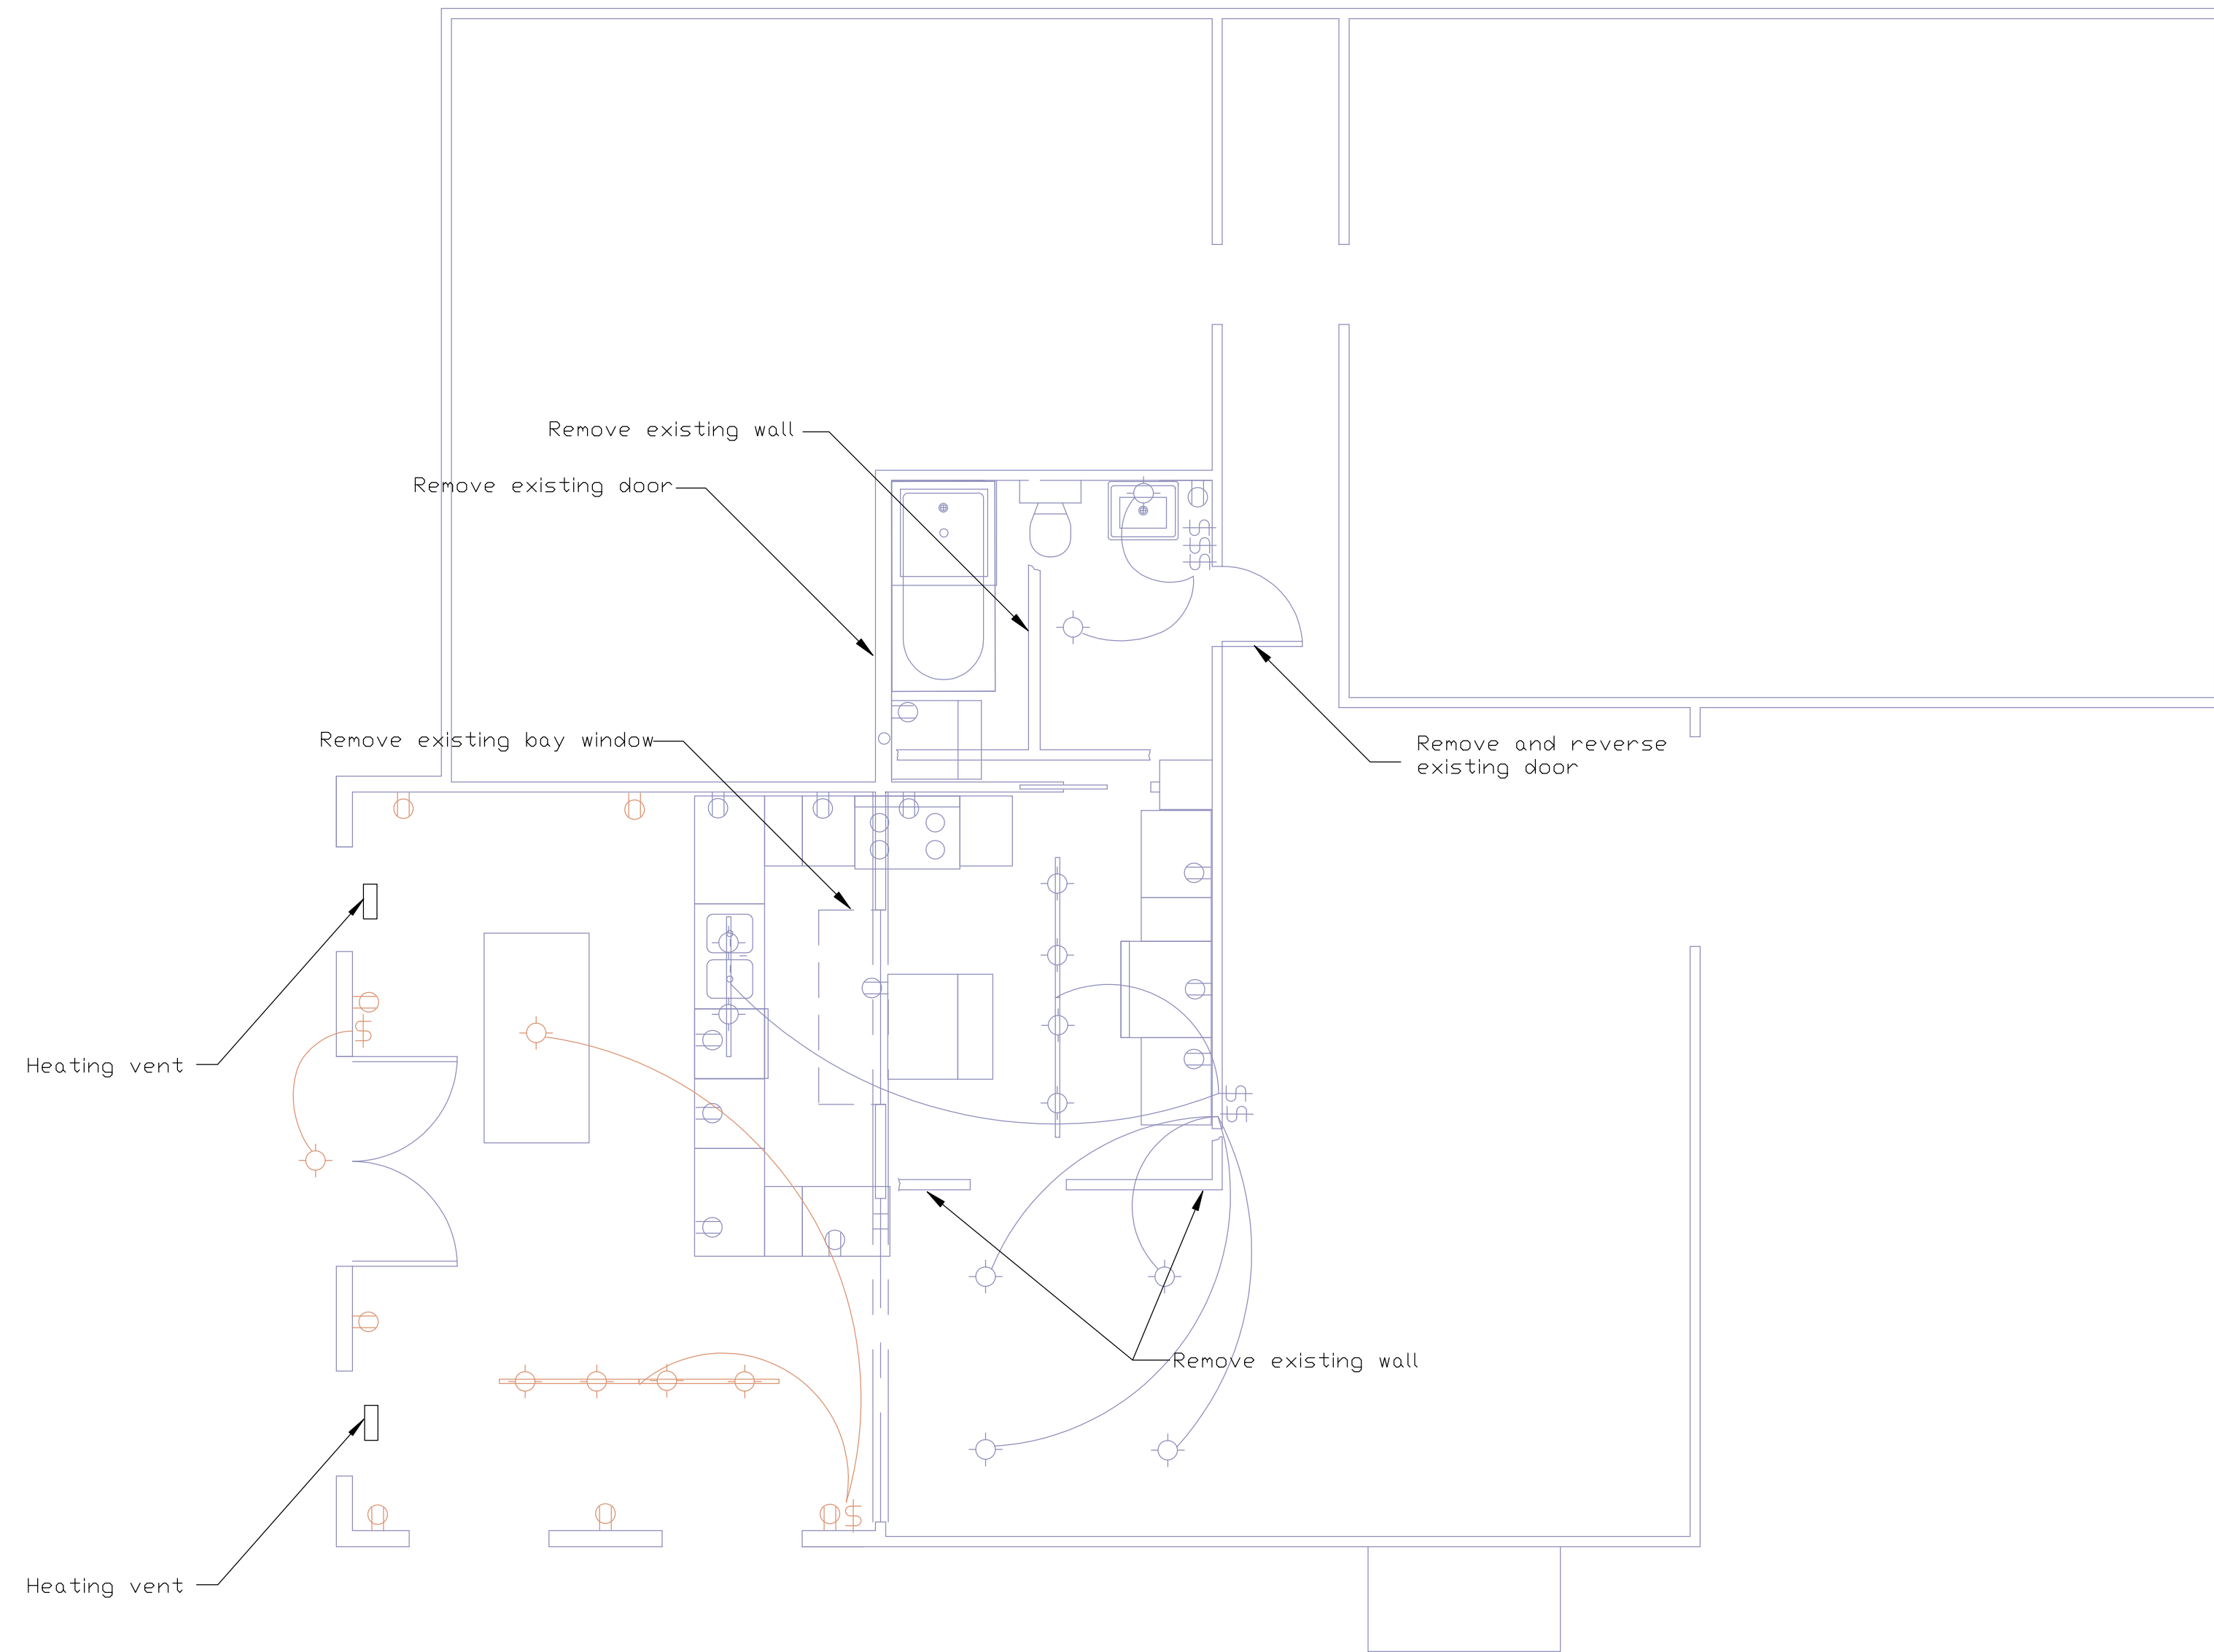 Remove existing wall
Remove existing door
Remove existing bay window
Remove and reverse
existing door
Heating vent
Remove existing wall
Heating vent